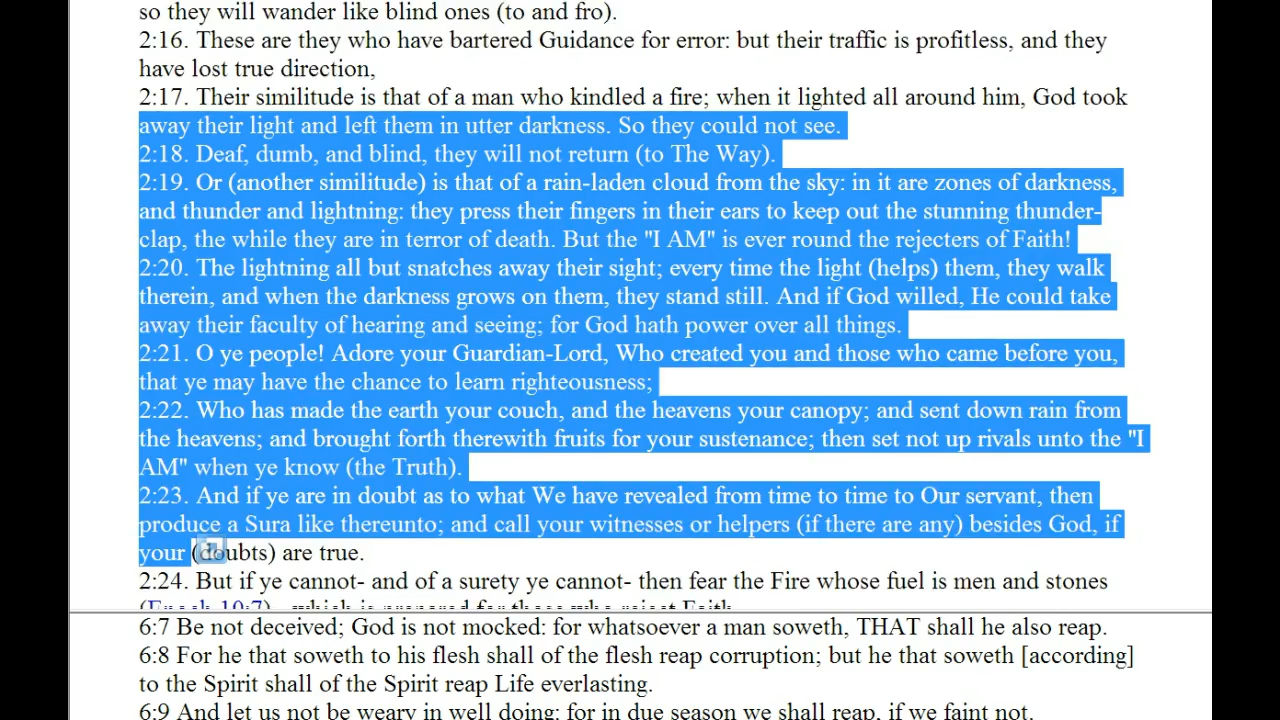 so they will wander like blind ones (to and fro).
2:16. These are they who have bartered Guidance for error: but their traffic is profitless, and they
have lost true direction,
2:17. Their similitude is that of a man who kindled a fire; when it lighted all around him, God took
away their light and left them in utter darkness. So they could not see.
2:18. Deaf, dumb, and blind, they will not return (to The Way).
2:19. Or (another similitude) is that of a rain-laden cloud from the sky: in it are zones of darkness,
and thunder and lightning: they press their fingers in their ears to keep out the stunning thunder-
clap, the while they are in terror of death. But the "I AM" is ever round the rejecters of Faith!
2:20. The lightning all but snatches away their sight; every time the light (helps) them, they walk
therein, and when the darkness grows on them, they stand still. And if God willed, He could take
away their faculty of hearing and seeing; for God hath power over all things.
2:21. O ye people! Adore your Guardian-Lord, Who created you and those who came before you,
that ye may have the chance to learn righteousness;
2:22. Who has made the earth your couch, and the heavens your canopy; and sent down rain from
the heavens; and brought forth therewith fruits for your sustenance; then set not up rivals unto the "I
AM" when ye know (the Truth).
2:23. And if ye are in doubt as to what We have revealed from time to time to Our servant, then
produce a Sura like thereunto; and call your witnesses or helpers (if there are any) besides God, if
your (doubts) are true.
2:24. But if ye cannot- and of a surety ye cannot- then fear the Fire whose fuel is men and stones
(Enoch 10:7),- which is prepared for those who reject Faith.
6:7 Be not deceived; God is not mocked: for whatsoever a man soweth, THAT shall he also reap.
6:8 For he that soweth to his flesh shall of the flesh reap corruption; but he that soweth [according]
to the Spirit shall of the Spirit reap Life everlasting.
6:9 And let us not be weary in well doing: for in due season we shall reap, if we faint not.